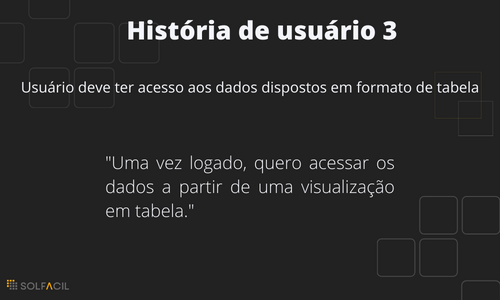 História de usuário 3
Usuário deve ter acesso aos dados dispostos em formato de tabela
"Uma vez logado, quero acessar os
dados a partir de uma visualização
em tabela."
SOLFACIL